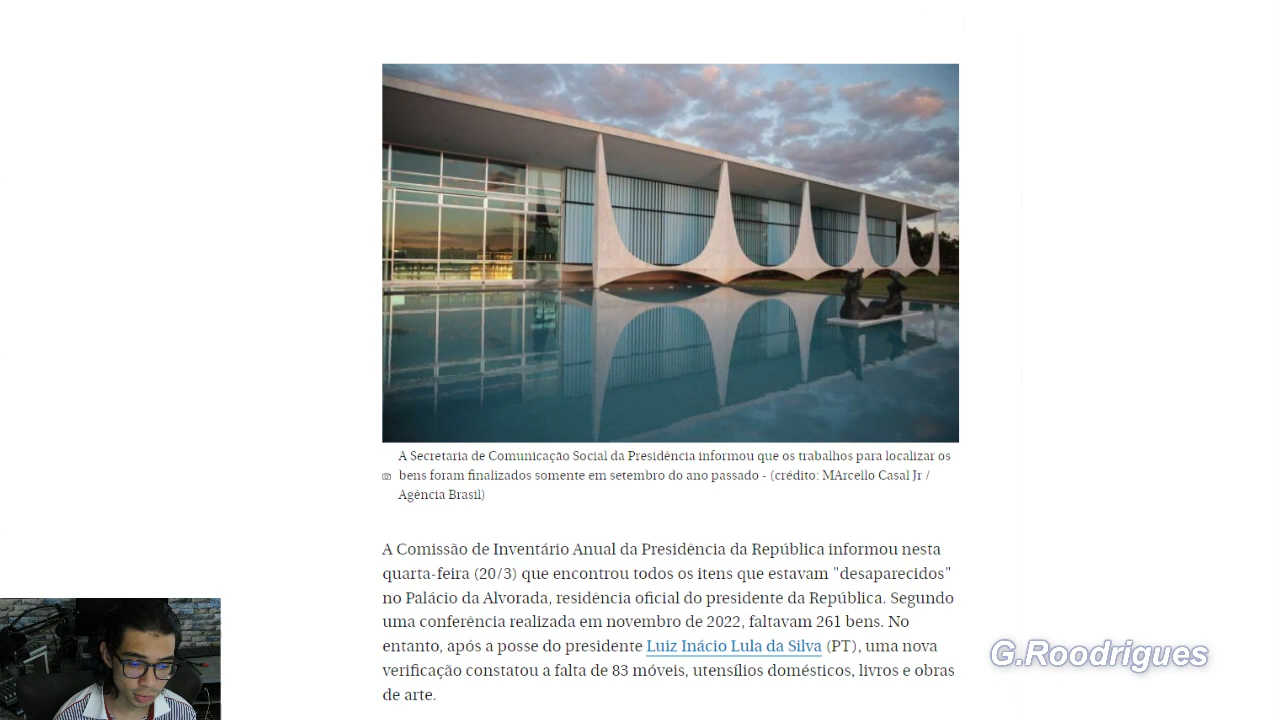 A Secretaria de Comunicação Social da Presidência informou que os trabalhos para localizar os
bens foram finalizados somente em setembro do ano passado - (crédito: MArcello Casal Jr /
Agência Brasil)
A Comissão de Inventário Anual da Presidência da República informou nesta
quarta-feira (20/3) que encontrou todos os itens que estavam "desaparecidos"
no Palácio da Alvorada, residência oficial do presidente da República. Segundo
uma conferência realizada em novembro de 2022, faltavam 261 bens. No
entanto, após a posse do presidente Luiz Inácio Lula da Silva (PT), uma nova
verificação constatou a falta de 83 móveis, utensílios domésticos, livros e obras
de arte.
G.Roodrigues